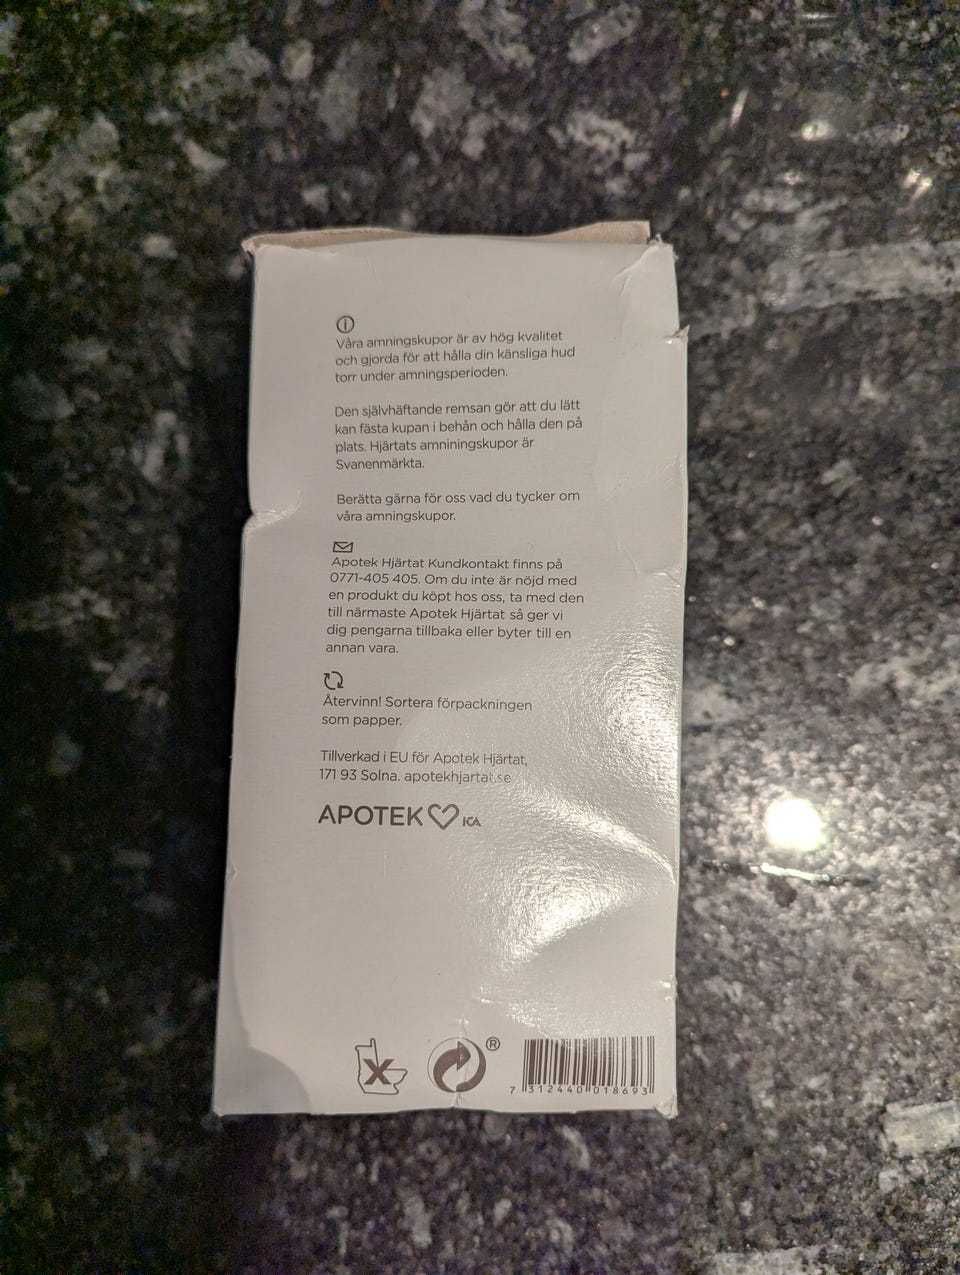 Våra amningskupor är av hög kvalitet
och gjorda för att hålla din känsliga hud
torr under amningsperioden.
Den självhäftande remsan gör att du lätt
kan fästa kupan i behån och hålla den på
plats. Hjärtats amniningskupor är
Svanenmärkta.
Berätta gärna för oss vad du tycker om
våra amningskupor.
Apotek Hjärtat Kundkontakt finns på
0771-405 405. Om du inte är nöjd med
en produkt du köpt hos oss, ta med den
till närmaste Apotek Hjärtat så ger vi
dig pengarna tillbaka eller byter till en
annan vara.
Återvinn! Sortera förpackningen
som papper.
Tillverkad i EU för Apotek Hjärtat,
171 93 Solna. apotekhjartat.se
APOTEK ICA
®
7 312440 018693